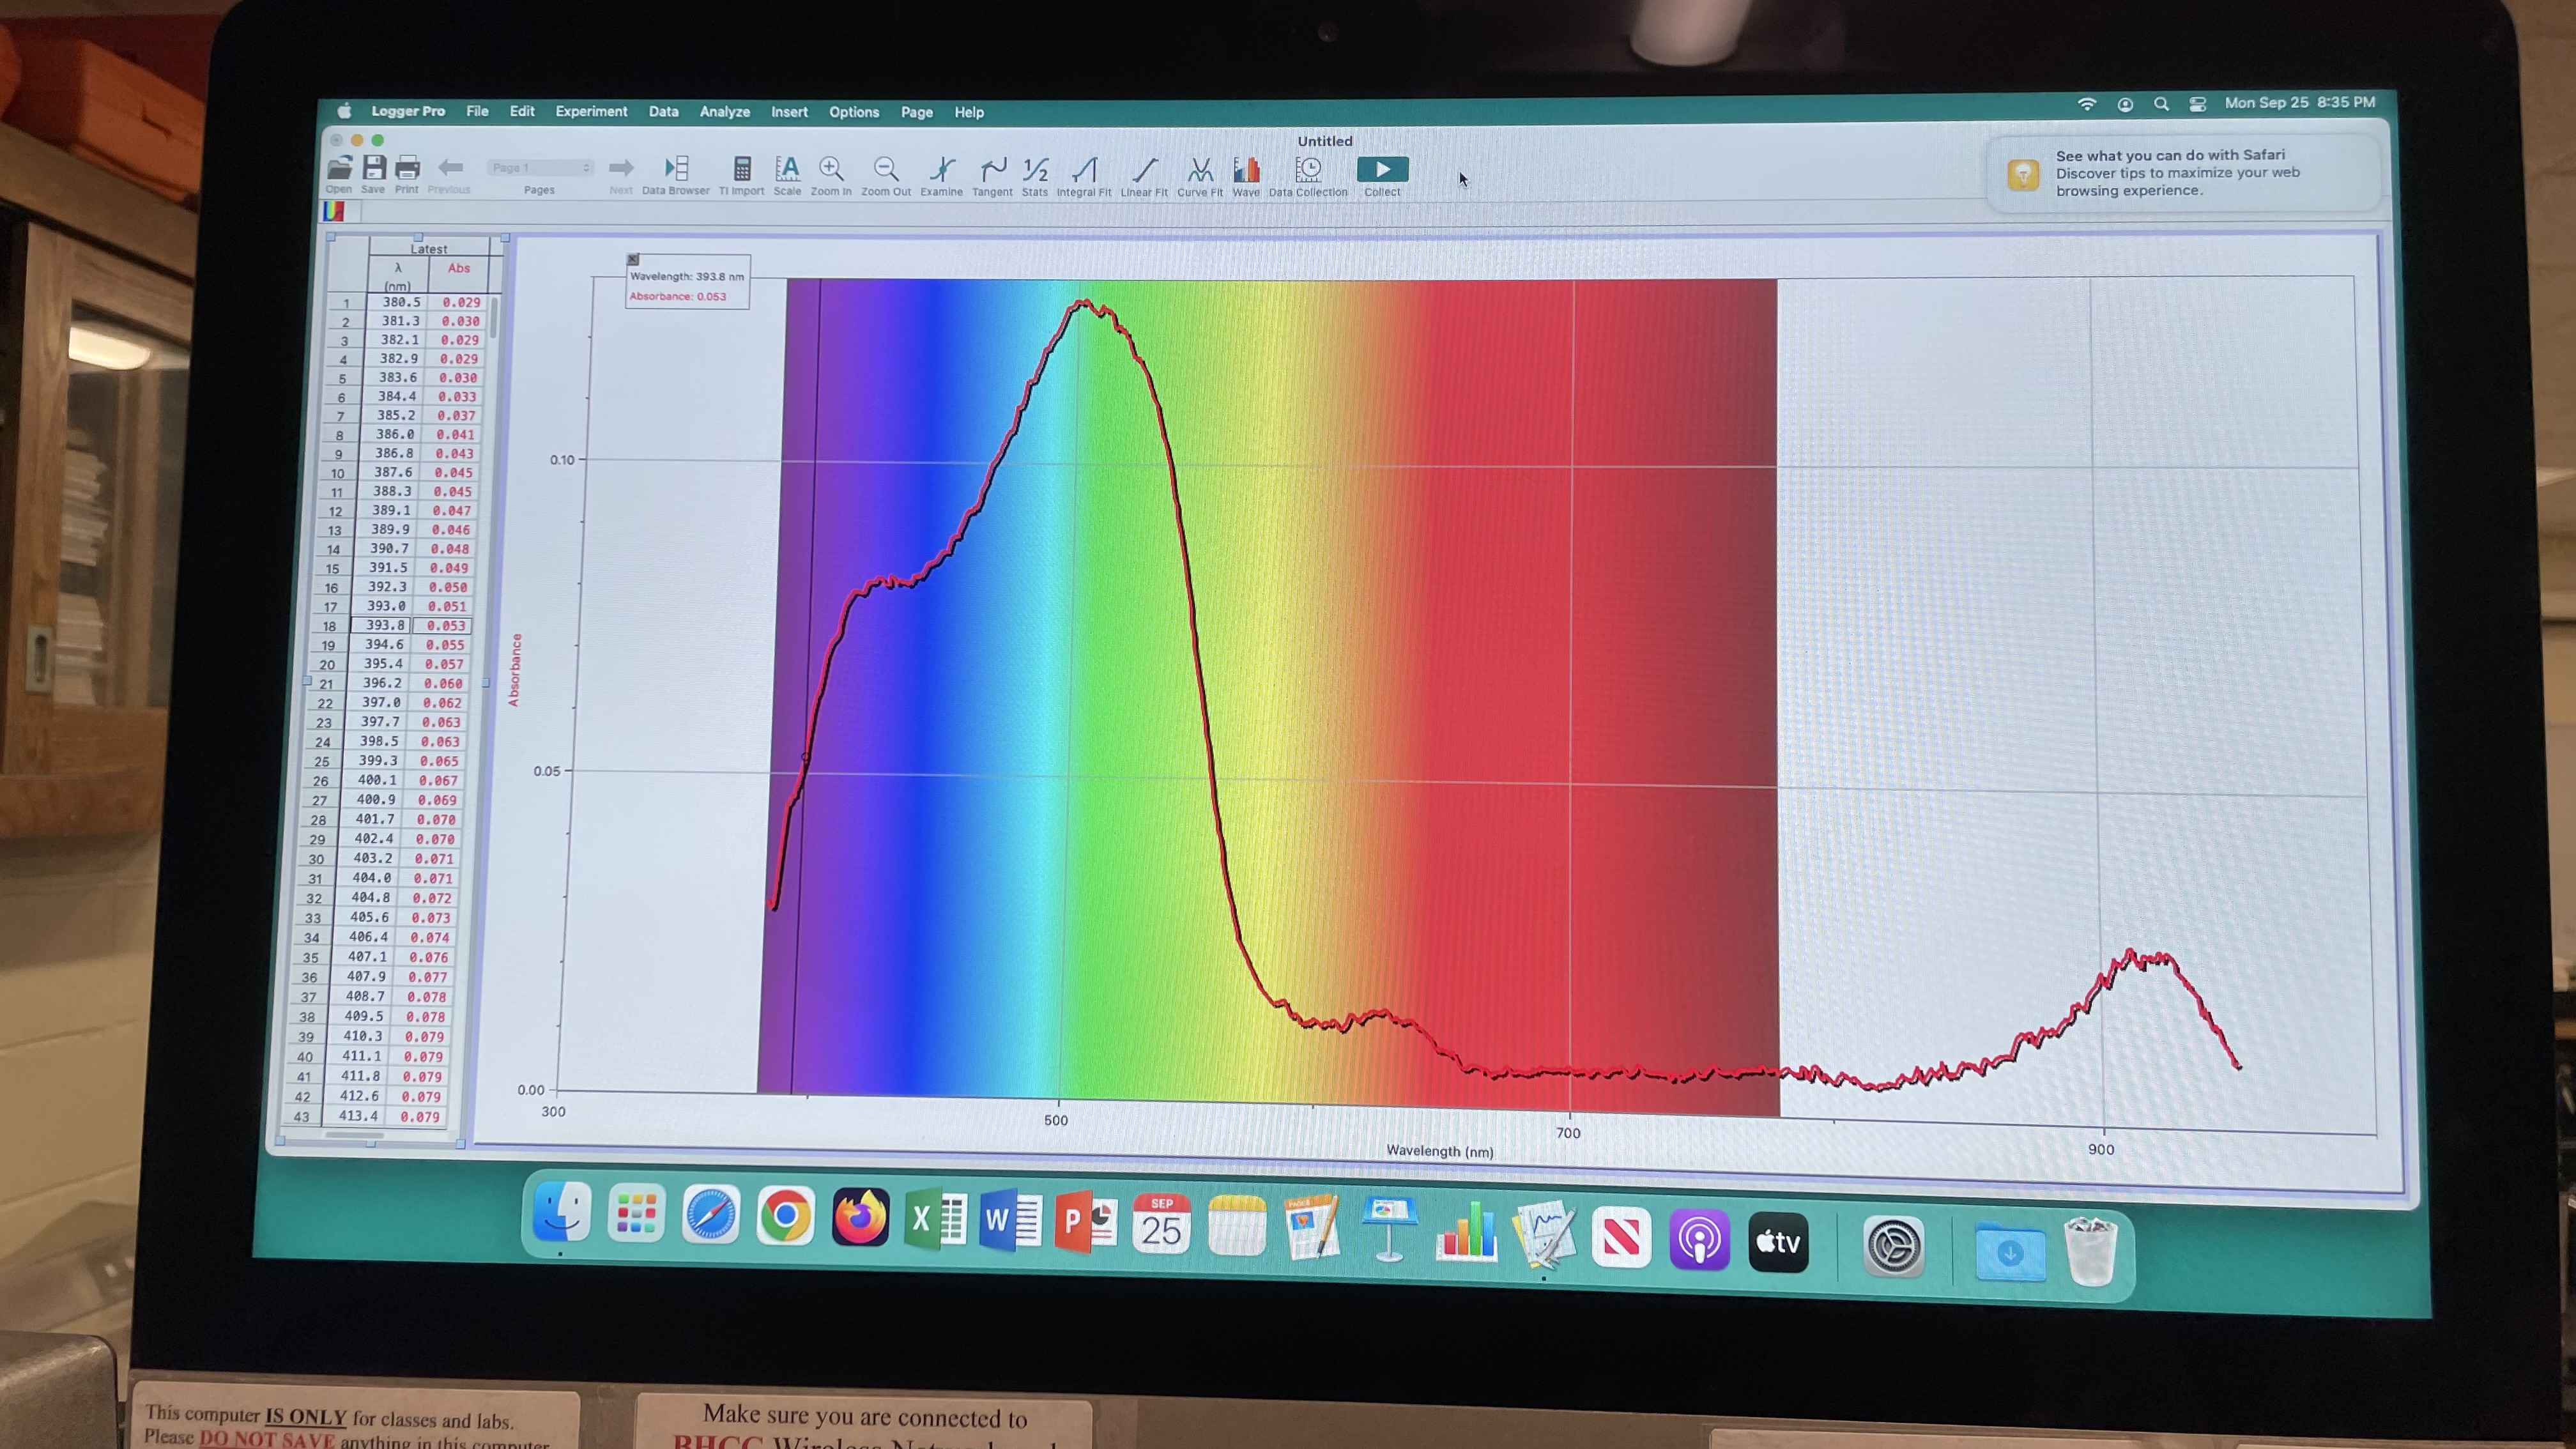 Logger Pro File Edit Experiment Data Analyze Insert Options Page Help
Mon Sep 25 8:35 PM
Untitled
Page 1
Open Save Print Previous Pages Next Data Browser TI Import Scale Zoom In Zoom Out Examine Tangent Stats Integral Fit Linear Fit Curve Fit Wave Data Collection Collect
See what you can do with Safari
Discover tips to maximize your web
browsing experience.
Latest
λ Abs
(nm)
1 380.5 0.029
2 381.3 0.030
3 382.1 0.029
4 382.9 0.029
5 383.6 0.030
6 384.4 0.033
7 385.2 0.037
8 386.0 0.041
9 386.8 0.043
10 387.6 0.045
11 388.3 0.045
12 389.1 0.047
13 389.9 0.046
14 390.7 0.048
15 391.5 0.049
16 392.3 0.050
17 393.0 0.051
18 393.8 0.053
19 394.6 0.055
20 395.4 0.057
21 396.2 0.060
22 397.0 0.062
23 397.7 0.063
24 398.5 0.063
25 399.3 0.065
26 400.1 0.067
27 400.9 0.069
28 401.7 0.070
29 402.4 0.070
30 403.2 0.071
31 404.0 0.071
32 404.8 0.072
33 405.6 0.073
34 406.4 0.074
35 407.1 0.076
36 407.9 0.077
37 408.7 0.078
38 409.5 0.078
39 410.3 0.079
40 411.1 0.079
41 411.8 0.079
42 412.6 0.079
43 413.4 0.079
Wavelength: 393.8 nm
Absorbance: 0.053
0.10
Absorbance
0.05
0.00
300 500 700 900
Wavelength (nm)
X W P SEP
25
tv
This computer IS ONLY for classes and labs.
Please DO NOT SAVE anything in this computer
Make sure you are connected to
BHCC Wireless